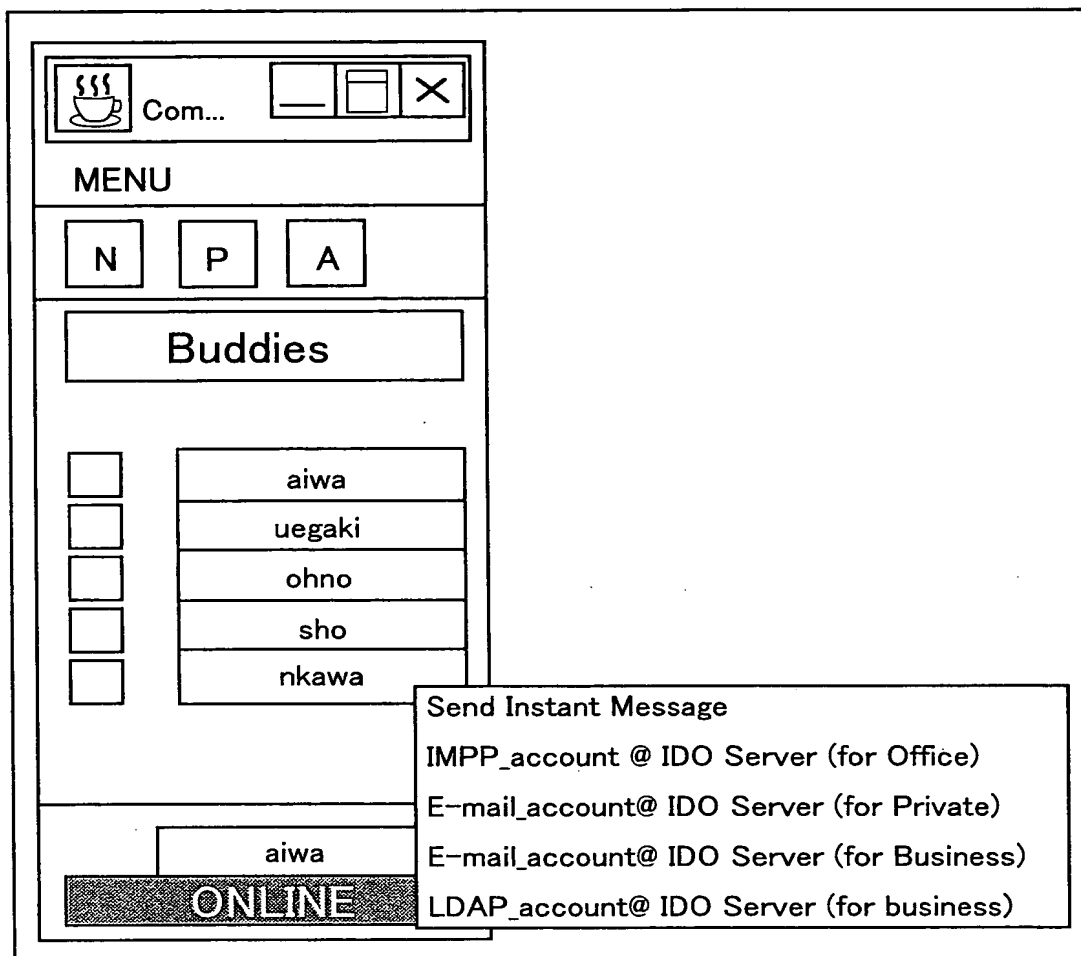 Com...
MENU
N P A
Buddies
aiwa
uegaki
ohno
sho
nkawa
Send Instant Message
IMPP_account @ IDO Server (for Office)
E-mail_account@ IDO Server (for Private)
E-mail_account@ IDO Server (for Business)
LDAP_account@ IDO Server (for business)
aiwa
ONLINE